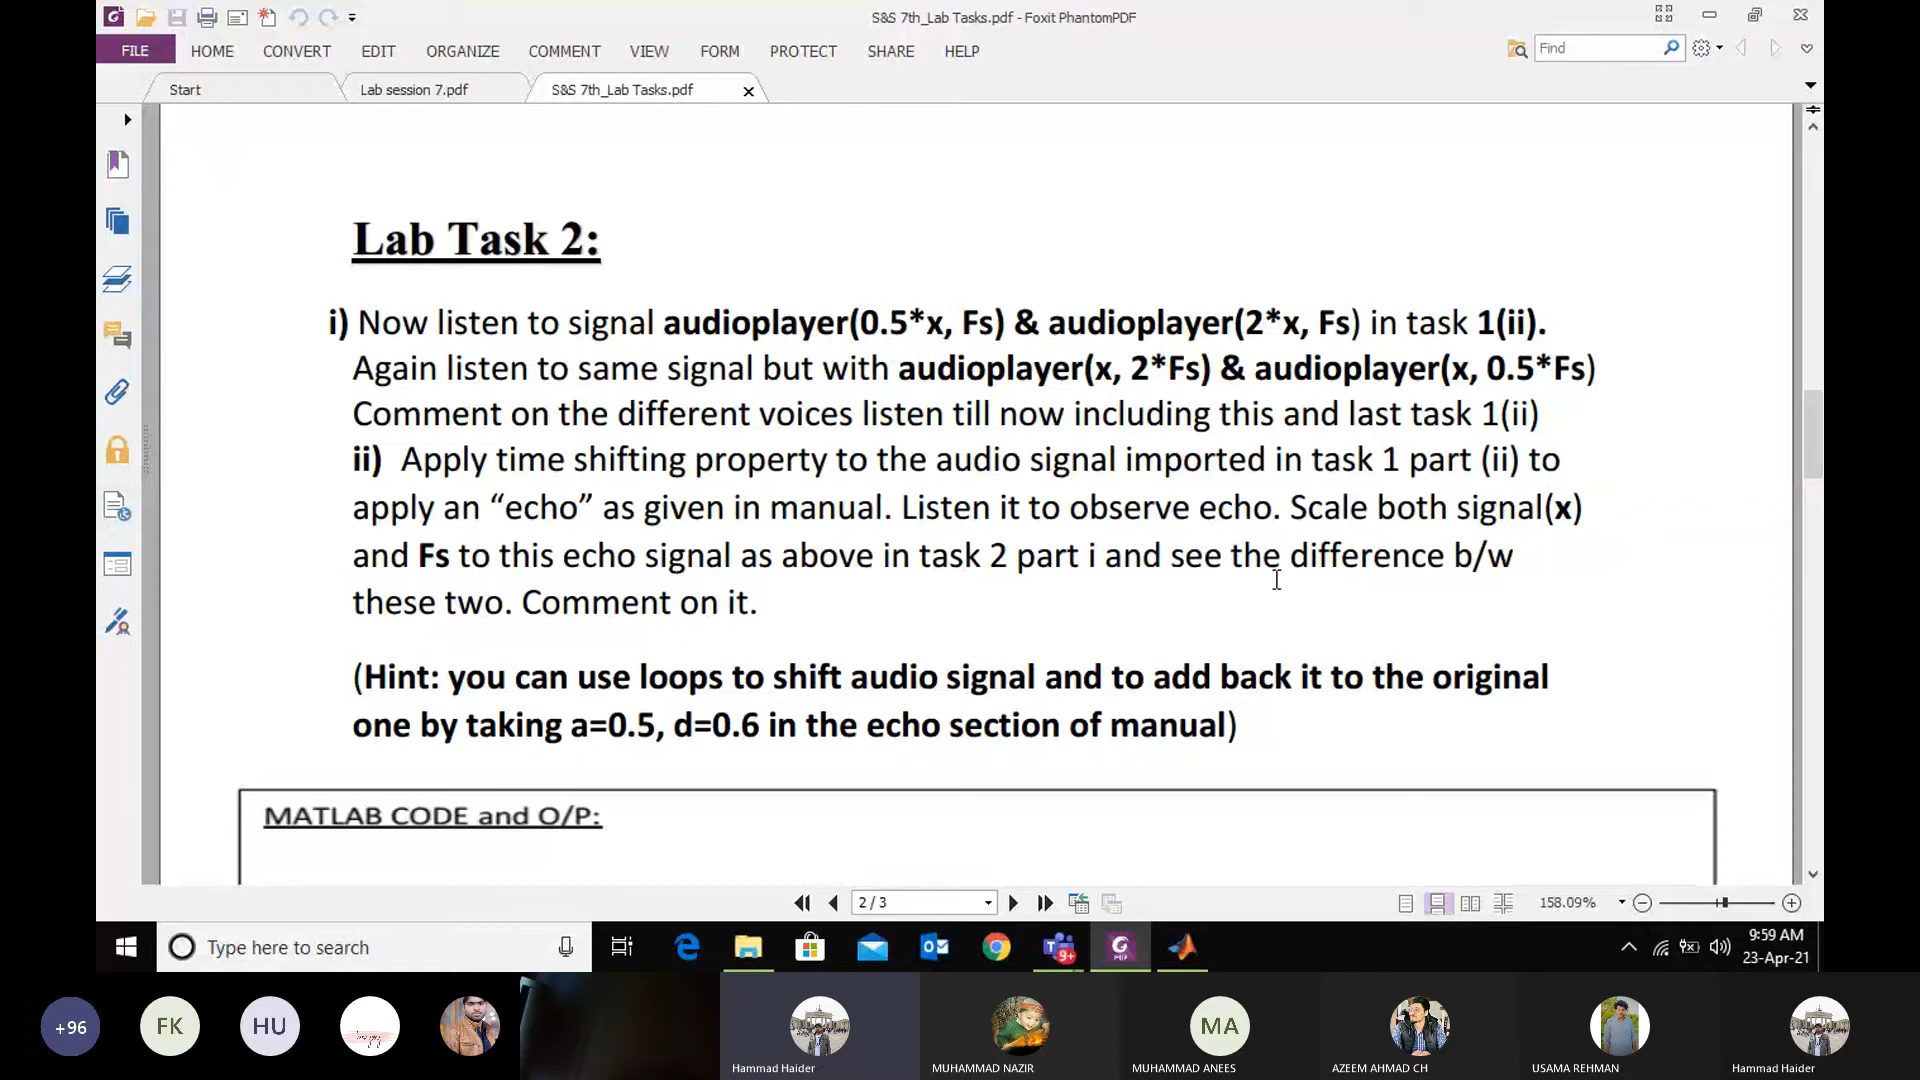 S&S 7th_Lab Tasks.pdf - Foxit PhantomPDF
FILE HOME CONVERT EDIT ORGANIZE COMMENT VIEW FORM PROTECT SHARE HELP Find
Start Lab session 7.pdf S&S 7th_Lab Tasks.pdf
Lab Task 2:
i) Now listen to signal audioplayer(0.5*x, Fs) & audioplayer(2*x, Fs) in task 1(ii).
Again listen to same signal but with audioplayer(x, 2*Fs) & audioplayer(x, 0.5*Fs)
Comment on the different voices listen till now including this and last task 1(ii)
ii) Apply time shifting property to the audio signal imported in task 1 part (ii) to
apply an “echo” as given in manual. Listen it to observe echo. Scale both signal(x)
and Fs to this echo signal as above in task 2 part i and see the difference b/w
these two. Comment on it.
(Hint: you can use loops to shift audio signal and to add back it to the original
one by taking a=0.5, d=0.6 in the echo section of manual)
MATLAB CODE and O/P:
2 / 3 158.09%
Type here to search 9+ PDF 9:59 AM
23-Apr-21
+96 FK HU MA
Hammad Haider MUHAMMAD NAZIR MUHAMMAD ANEES AZEEM AHMAD CH USAMA REHMAN Hammad Haider